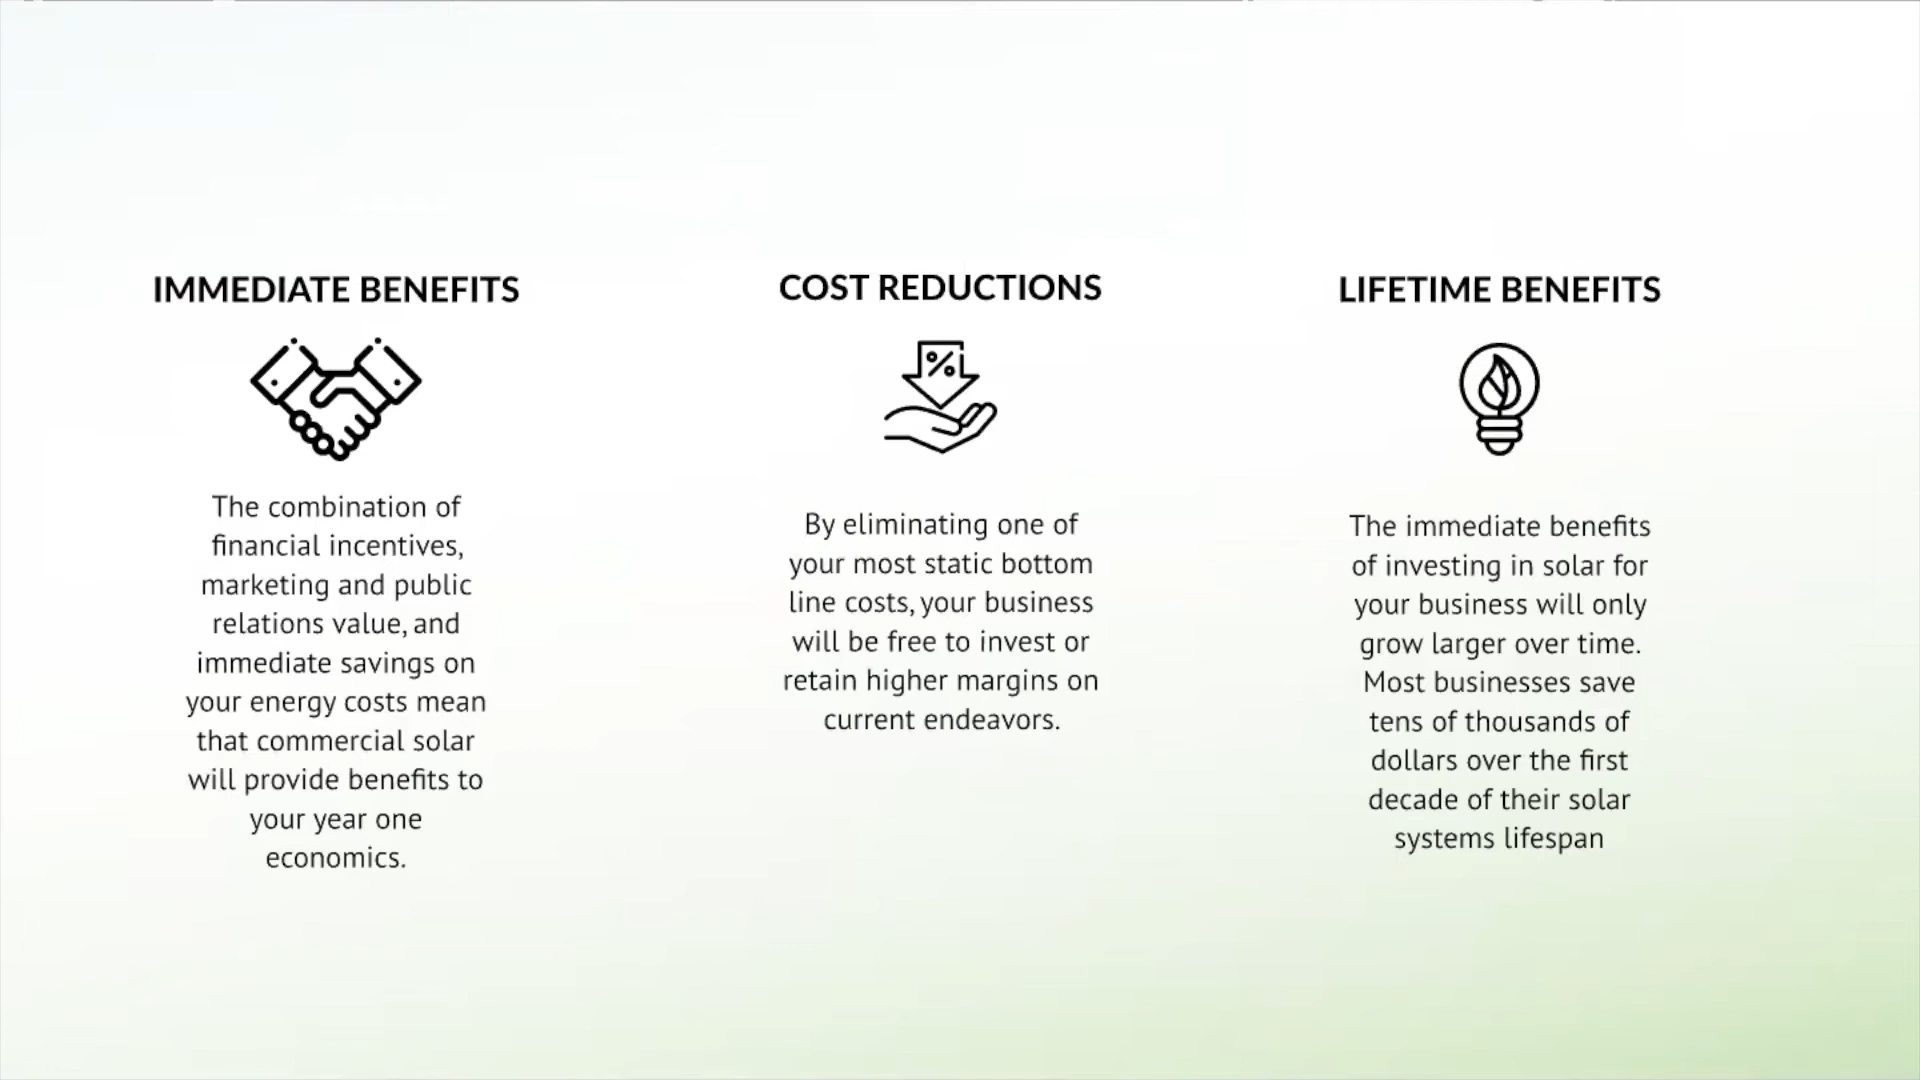 IMMEDIATE BENEFITS
The combination of
financial incentives,
marketing and public
relations value, and
immediate savings on
your energy costs mean
that commercial solar
will provide benefits to
your year one
economics.
COST REDUCTIONS
%
By eliminating one of
your most static bottom
line costs, your business
will be free to invest or
retain higher margins on
current endeavors.
LIFETIME BENEFITS
The immediate benefits
of investing in solar for
your business will only
grow larger over time.
Most businesses save
tens of thousands of
dollars over the first
decade of their solar
systems lifespan